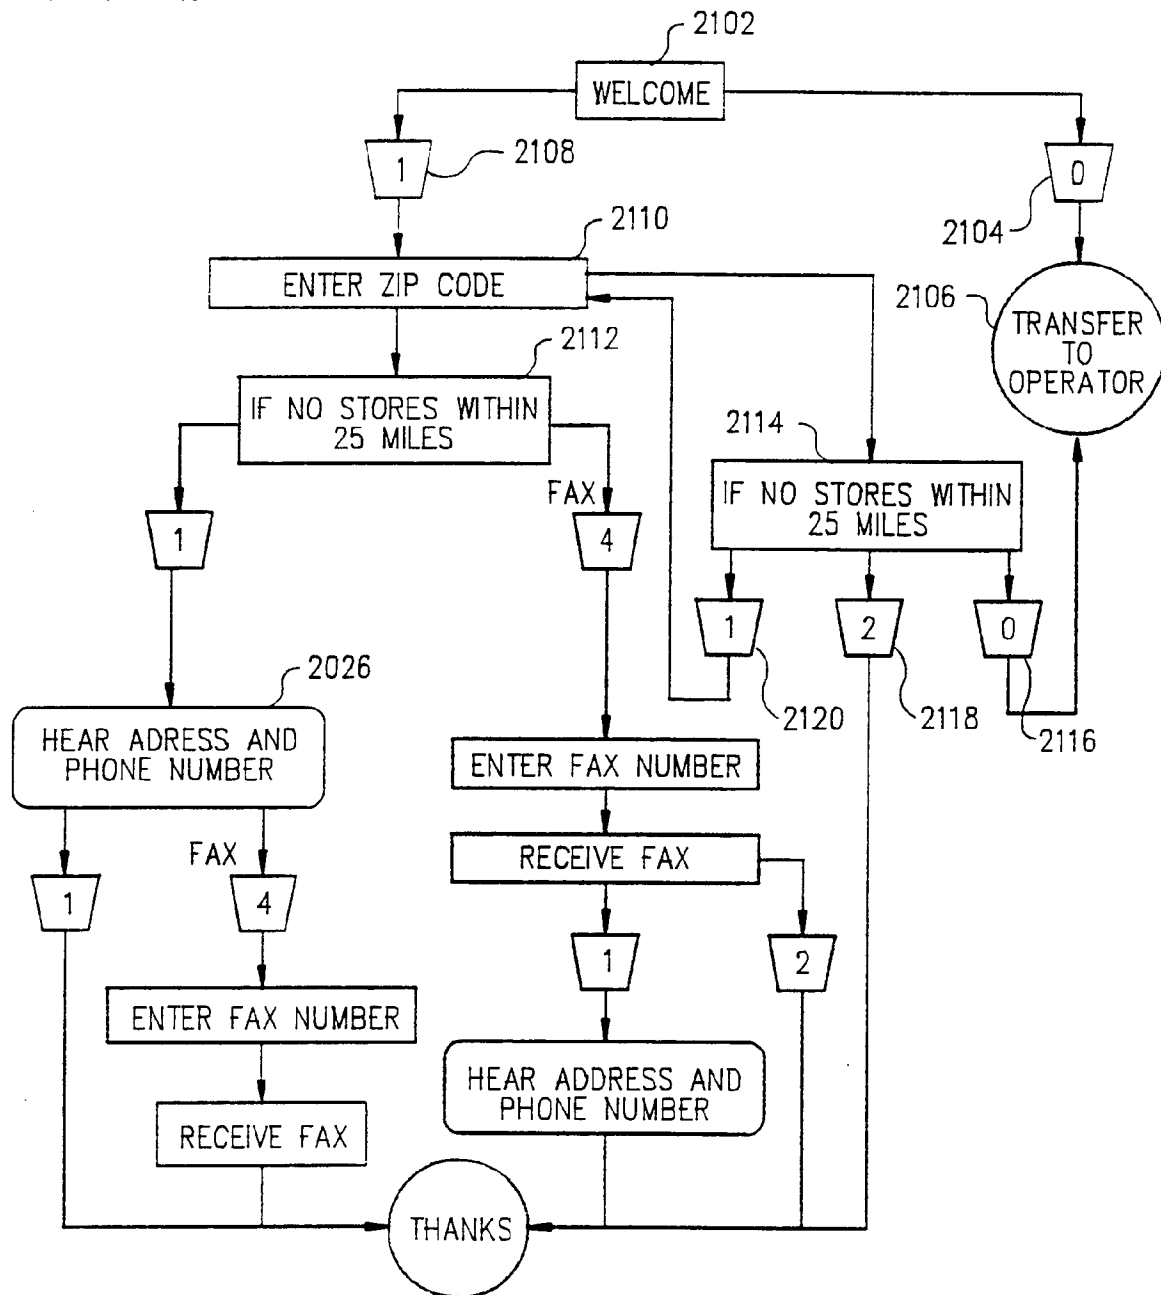 2102
WELCOME
1
2108
0
2104
2110
ENTER ZIP CODE
2106
TRANSFER
TO
OPERATOR
2112
IF NO STORES WITHIN
25 MILES
2114
IF NO STORES WITHIN
25 MILES
1
FAX
4
1
2
0
2120
2118
2116
2026
HEAR ADRESS AND
PHONE NUMBER
ENTER FAX NUMBER
RECEIVE FAX
1
FAX
4
1
2
ENTER FAX NUMBER
HEAR ADDRESS AND
PHONE NUMBER
RECEIVE FAX
THANKS